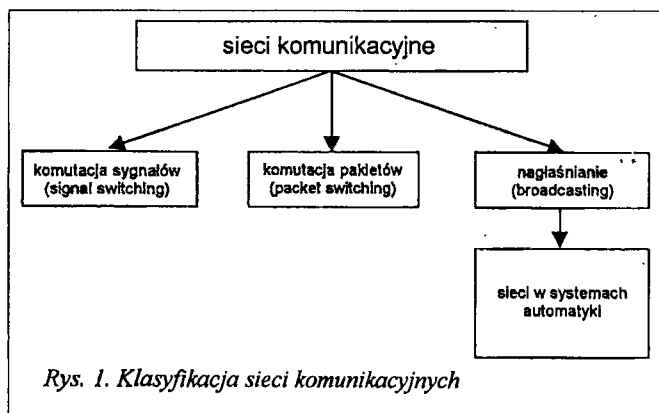 sieci komunikacyjne
komutacja sygnałów
(signal switching)
komutacja pakietów
(packet switching)
nagłaśnianie
(broadcasting)
sieci w systemach
automatyki
Rys. 1. Klasyfikacja sieci komunikacyjnych